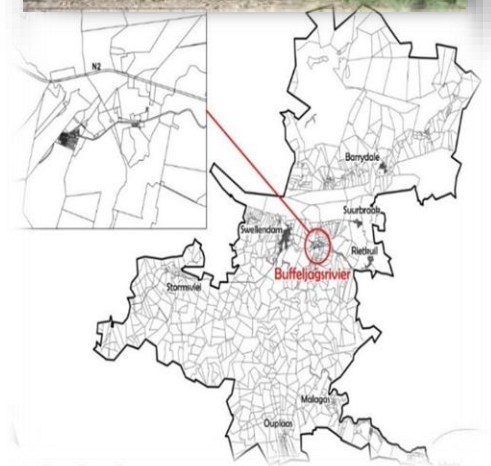 N2
Barrydale
Suurbraak
Swellendam
Rietkuil
Buffeljagsrivier
Stormsvlei
Malagas
Ouplaas